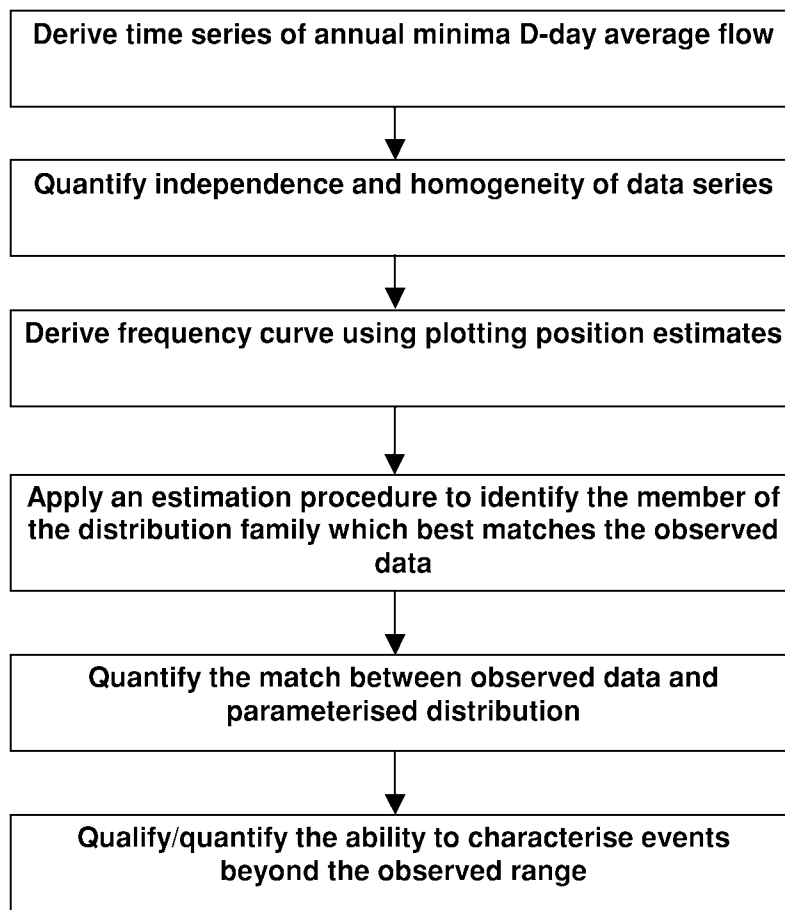 Derive time series of annual minima D-day average flow
Quantify independence and homogeneity of data series
Derive frequency curve using plotting position estimates
Apply an estimation procedure to identify the member of
the distribution family which best matches the observed
data
Quantify the match between observed data and
parameterised distribution
Qualify/quantify the ability to characterise events
beyond the observed range